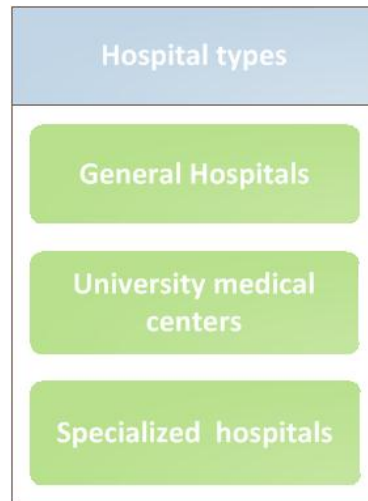 Hospital types
General Hospitals
University medical
centers
Specialized hospitals